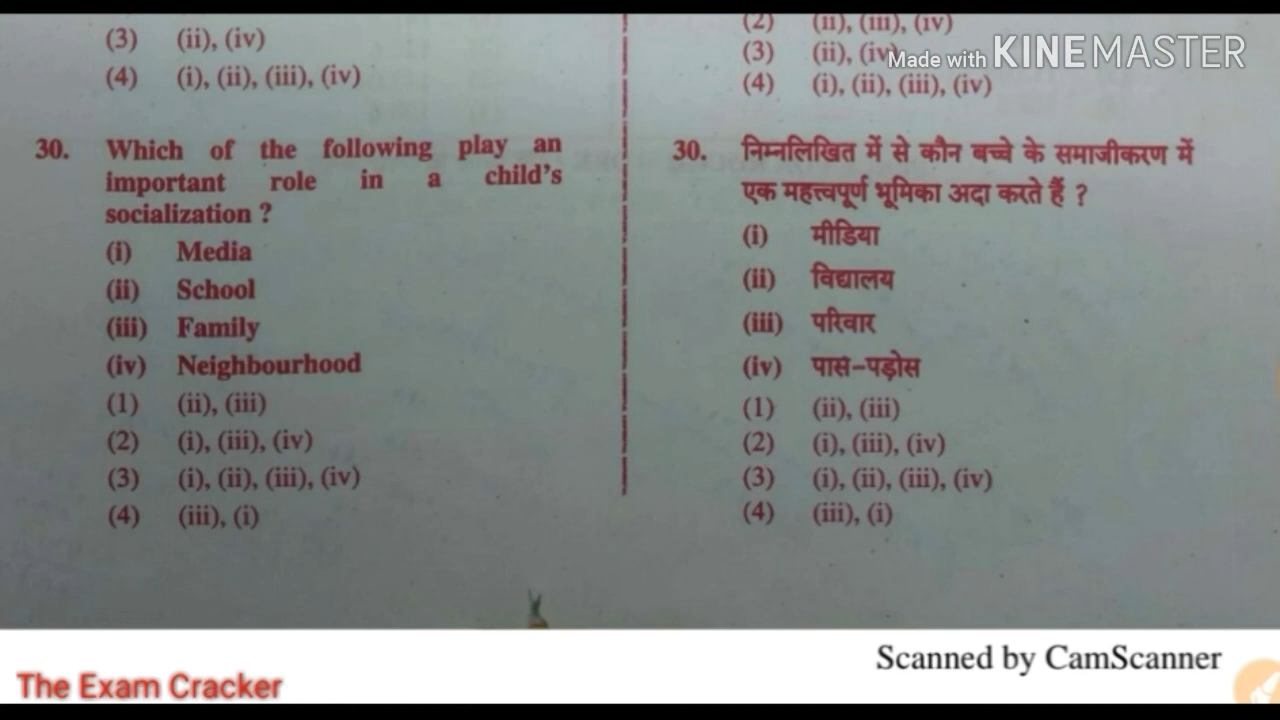 (3) (ii), (iv)
(4) (i), (ii), (iii), (iv)
30. Which of the following play an
important role in a child's
socialization ?
(i) Media
(ii) School
(iii) Family
(iv) Neighbourhood
(1) (ii), (iii)
(2) (i), (iii), (iv)
(3) (i), (ii), (iii), (iv)
(4) (iii), (i)
(2) (ii), (iii), (iv)
(3) (ii), (iv)
(4) (i), (ii), (iii), (iv)
Made with KINEMASTER
30. निम्नलिखित में से कौन बच्चे के समाजीकरण में
एक महत्त्वपूर्ण भूमिका अदा करते हैं ?
(i) मीडिया
(ii) विद्यालय
(iii) परिवार
(iv) पास-पड़ोस
(1) (ii), (iii)
(2) (i), (iii), (iv)
(3) (i), (ii), (iii), (iv)
(4) (iii), (i)
Scanned by CamScanner
The Exam Cracker